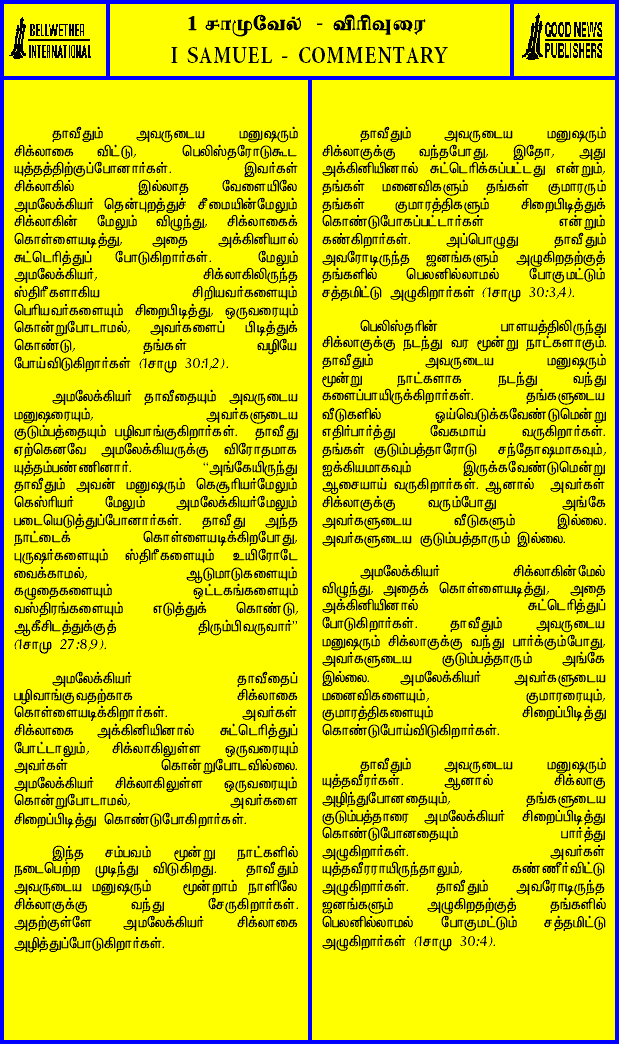 BELLWETHER
INTERNATIONAL
1 சாமுவேல் - விரிவுரை
I SAMUEL - COMMENTARY
GOOD NEWS
PUBLISHERS
தாவீதும் அவருடைய மனுஷரும்
சிக்லாகை விட்டு, பெலிஸ்தரோடுகூட
யுத்தத்திற்குப்போனார்கள். இவர்கள்
சிக்லாகில் இல்லாத வேளையிலே
அமலேக்கியர் தென்புறத்துச் சீமையின்மேலும்
சிக்லாகின் மேலும் விழுந்து, சிக்லாகைக்
கொள்ளையடித்து, அதை அக்கினியால்
சுட்டெரித்துப் போடுகிறார்கள். மேலும்
அமலேக்கியர், சிக்லாகிலிருந்த
ஸ்திரீகளாகிய சிறியவர்களையும்
பெரியவர்களையும் சிறைபிடித்து, ஒருவரையும்
கொன்றுபோடாமல், அவர்களைப் பிடித்துக்
கொண்டு, தங்கள் வழியே
போய்விடுகிறார்கள் (1சாமு 30:1,2).
அமலேக்கியர் தாவீதையும் அவருடைய
மனுஷரையும், அவர்களுடைய
குடும்பத்தையும் பழிவாங்குகிறார்கள். தாவீது
ஏற்கெனவே அமலேக்கியருக்கு விரோதமாக
யுத்தம்பண்ணினார். “அங்கேயிருந்து
தாவீதும் அவன் மனுஷரும் கெசூரியர்மேலும்
கெஸ்ரியர் மேலும் அமலேக்கியர்மேலும்
படையெடுத்துப்போனார்கள். தாவீது அந்த
நாட்டைக் கொள்ளையடிக்கிறபோது,
புருஷர்களையும் ஸ்திரீகளையும் உயிரோடே
வைக்காமல், ஆடுமாடுகளையும்
கழுதைகளையும் ஒட்டகங்களையும்
வஸ்திரங்களையும் எடுத்துக் கொண்டு,
ஆகீசிடத்துக்குத் திரும்பிவருவார்”
(1சாமு 27:8,9).
அமலேக்கியர் தாவீதைப்
பழிவாங்குவதற்காக சிக்லாகை
கொள்ளையடிக்கிறார்கள். அவர்கள்
சிக்லாகை அக்கினியினால் சுட்டெரித்துப்
போட்டாலும், சிக்லாகிலுள்ள ஒருவரையும்
அவர்கள் கொன்றுபோடவில்லை.
அமலேக்கியர் சிக்லாகிலுள்ள ஒருவரையும்
கொன்றுபோடாமல், அவர்களை
சிறைப்பிடித்து கொண்டுபோகிறார்கள்.
இந்த சம்பவம் மூன்று நாட்களில்
நடைபெற்ற முடிந்து விடுகிறது. தாவீதும்
அவருடைய மனுஷரும் மூன்றாம் நாளிலே
சிக்லாகுக்கு வந்து சேருகிறார்கள்.
அதற்குள்ளே அமலேக்கியர் சிக்லாகை
அழித்துப்போடுகிறார்கள்.
தாவீதும் அவருடைய மனுஷரும்
சிக்லாகுக்கு வந்தபோது, இதோ, அது
அக்கினியினால் சுட்டெரிக்கப்பட்டது என்றும்,
தங்கள் மனைவிகளும் தங்கள் குமாரரும்
தங்கள் குமாரத்திகளும் சிறைபிடித்துக்
கொண்டுபோகப்பட்டார்கள் என்றும்
கண்கிறார்கள். அப்பொழுது தாவீதும்
அவரோடிருந்த ஜனங்களும் அழுகிறதற்குத்
தங்களில் பெலனில்லாமல் போகுமட்டும்
சத்தமிட்டு அழுகிறார்கள் (1சாமு 30:3,4).
பெலிஸ்தரின் பாளயத்திலிருந்து
சிக்லாகுக்கு நடந்து வர மூன்று நாட்களாகும்.
தாவீதும் அவருடைய மனுஷரும்
மூன்று நாட்களாக நடந்து வந்து
களைப்பாயிருக்கிறார்கள். தங்களுடைய
வீடுகளில் ஓய்வெடுக்கவேண்டுமென்று
எதிர்பார்த்து வேகமாய் வருகிறார்கள்.
தங்கள் குடும்பத்தாரோடு சந்தோஷமாகவும்,
ஐக்கியமாகவும் இருக்கவேண்டுமென்று
ஆசையாய் வருகிறார்கள். ஆனால் அவர்கள்
சிக்லாகுக்கு வரும்போது அங்கே
அவர்களுடைய வீடுகளும் இல்லை.
அவர்களுடைய குடும்பத்தாரும் இல்லை.
அமலேக்கியர் சிக்லாகின்மேல்
விழுந்து, அதைக் கொள்ளையடித்து, அதை
அக்கினியினால் சுட்டெரித்துப்
போடுகிறார்கள். தாவீதும் அவருடைய
மனுஷரும் சிக்லாகுக்கு வந்து பார்க்கும்போது,
அவர்களுடைய குடும்பத்தாரும் அங்கே
இல்லை. அமலேக்கியர் அவர்களுடைய
மனைவிகளையும், குமாரரையும்,
குமாரத்திகளையும் சிறைப்பிடித்து
கொண்டுபோய்விடுகிறார்கள்.
தாவீதும் அவருடைய மனுஷரும்
யுத்தவீரர்கள். ஆனால் சிக்லாகு
அழிந்துபோனதையும், தங்களுடைய
குடும்பத்தாரை அமலேக்கியர் சிறைப்பிடித்து
கொண்டுபோனதையும் பார்த்து
அழுகிறார்கள். அவர்கள்
யுத்தவீரராயிருந்தாலும், கண்ணீர்விட்டு
அழுகிறார்கள். தாவீதும் அவரோடிருந்த
ஜனங்களும் அழுகிறதற்குத் தங்களில்
பெலனில்லாமல் போகுமட்டும் சத்தமிட்டு
அழுகிறார்கள் (1சாமு 30:4).